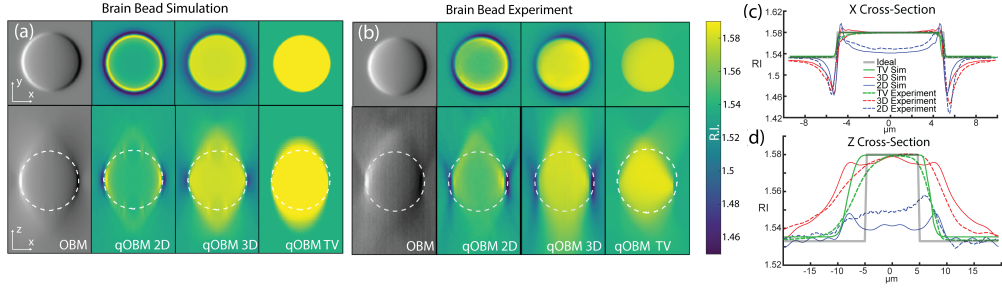 Brain Bead Simulation
(a)
y
x
z
x
OBM
qOBM 2D
qOBM 3D
qOBM TV
Brain Bead Experiment
(b)
OBM
qOBM 2D
qOBM 3D
qOBM TV
1.58
1.56
1.54
1.52
1.5
1.48
1.46
R.I.
(c)
X Cross-Section
1.62
1.58
1.54
RI
1.5
1.46
1.42
Ideal
TV Sim
3D Sim
2D Sim
TV Experiment
3D Experiment
2D Experiment
-8
-4
0
4
8
μm
d)
Z Cross-Section
1.58
1.56
RI
1.54
1.52
-15
-10
-5
0
5
10
15
μm